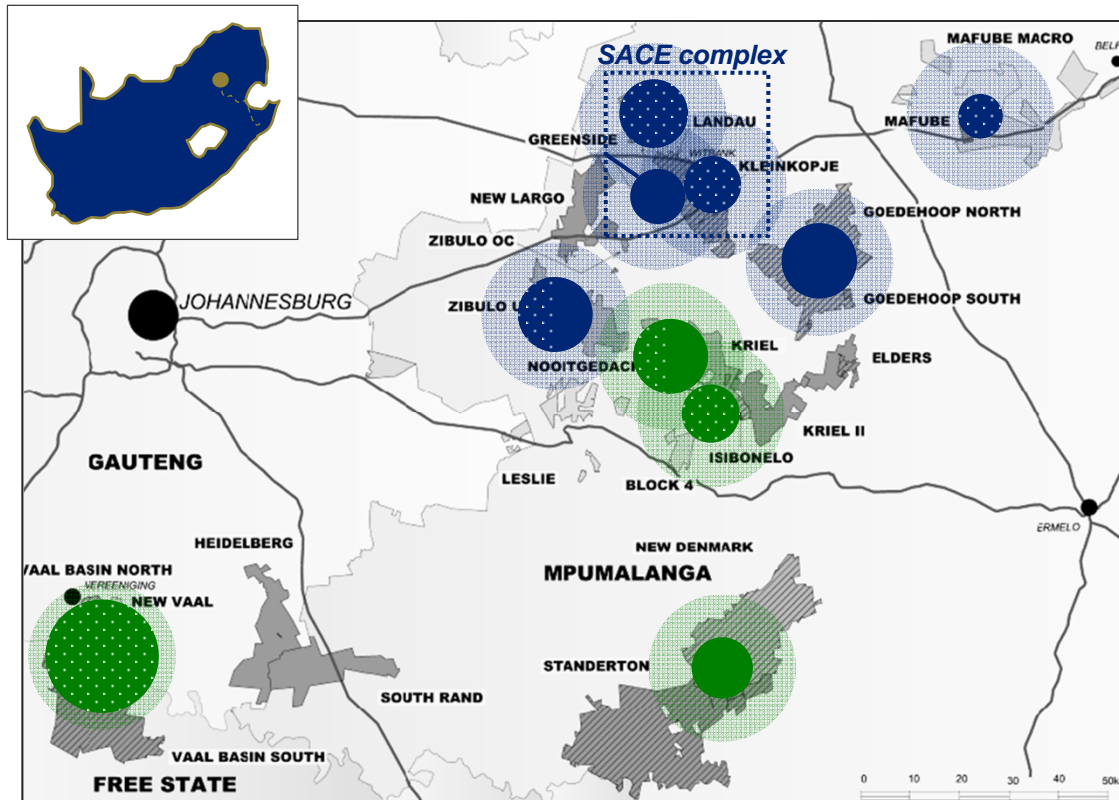 SACE complex
MAFUBE MACRO
LANDAU
MAFUBE
GREENSIDE
KLEINKOPJE
NEW LARGO
GOEDEHOOP NORTH
ZIBULO OC
JOHANNESBURG
ZIBULO
GOEDEHOOP SOUTH
KRIEL
ELDERS
KRIEL II
GAUTENG
ISIBONELO
LESLIE
BLOCK 4
ERMELO
HEIDELBERG
NEW DENMARK
VAAL BASIN NORTH
MPUMALANGA
VEREENIGING
NEW VAAL
STANDERTON
SOUTH RAND
VAAL BASIN SOUTH
FREE STATE
0 10 20 30 40 50k